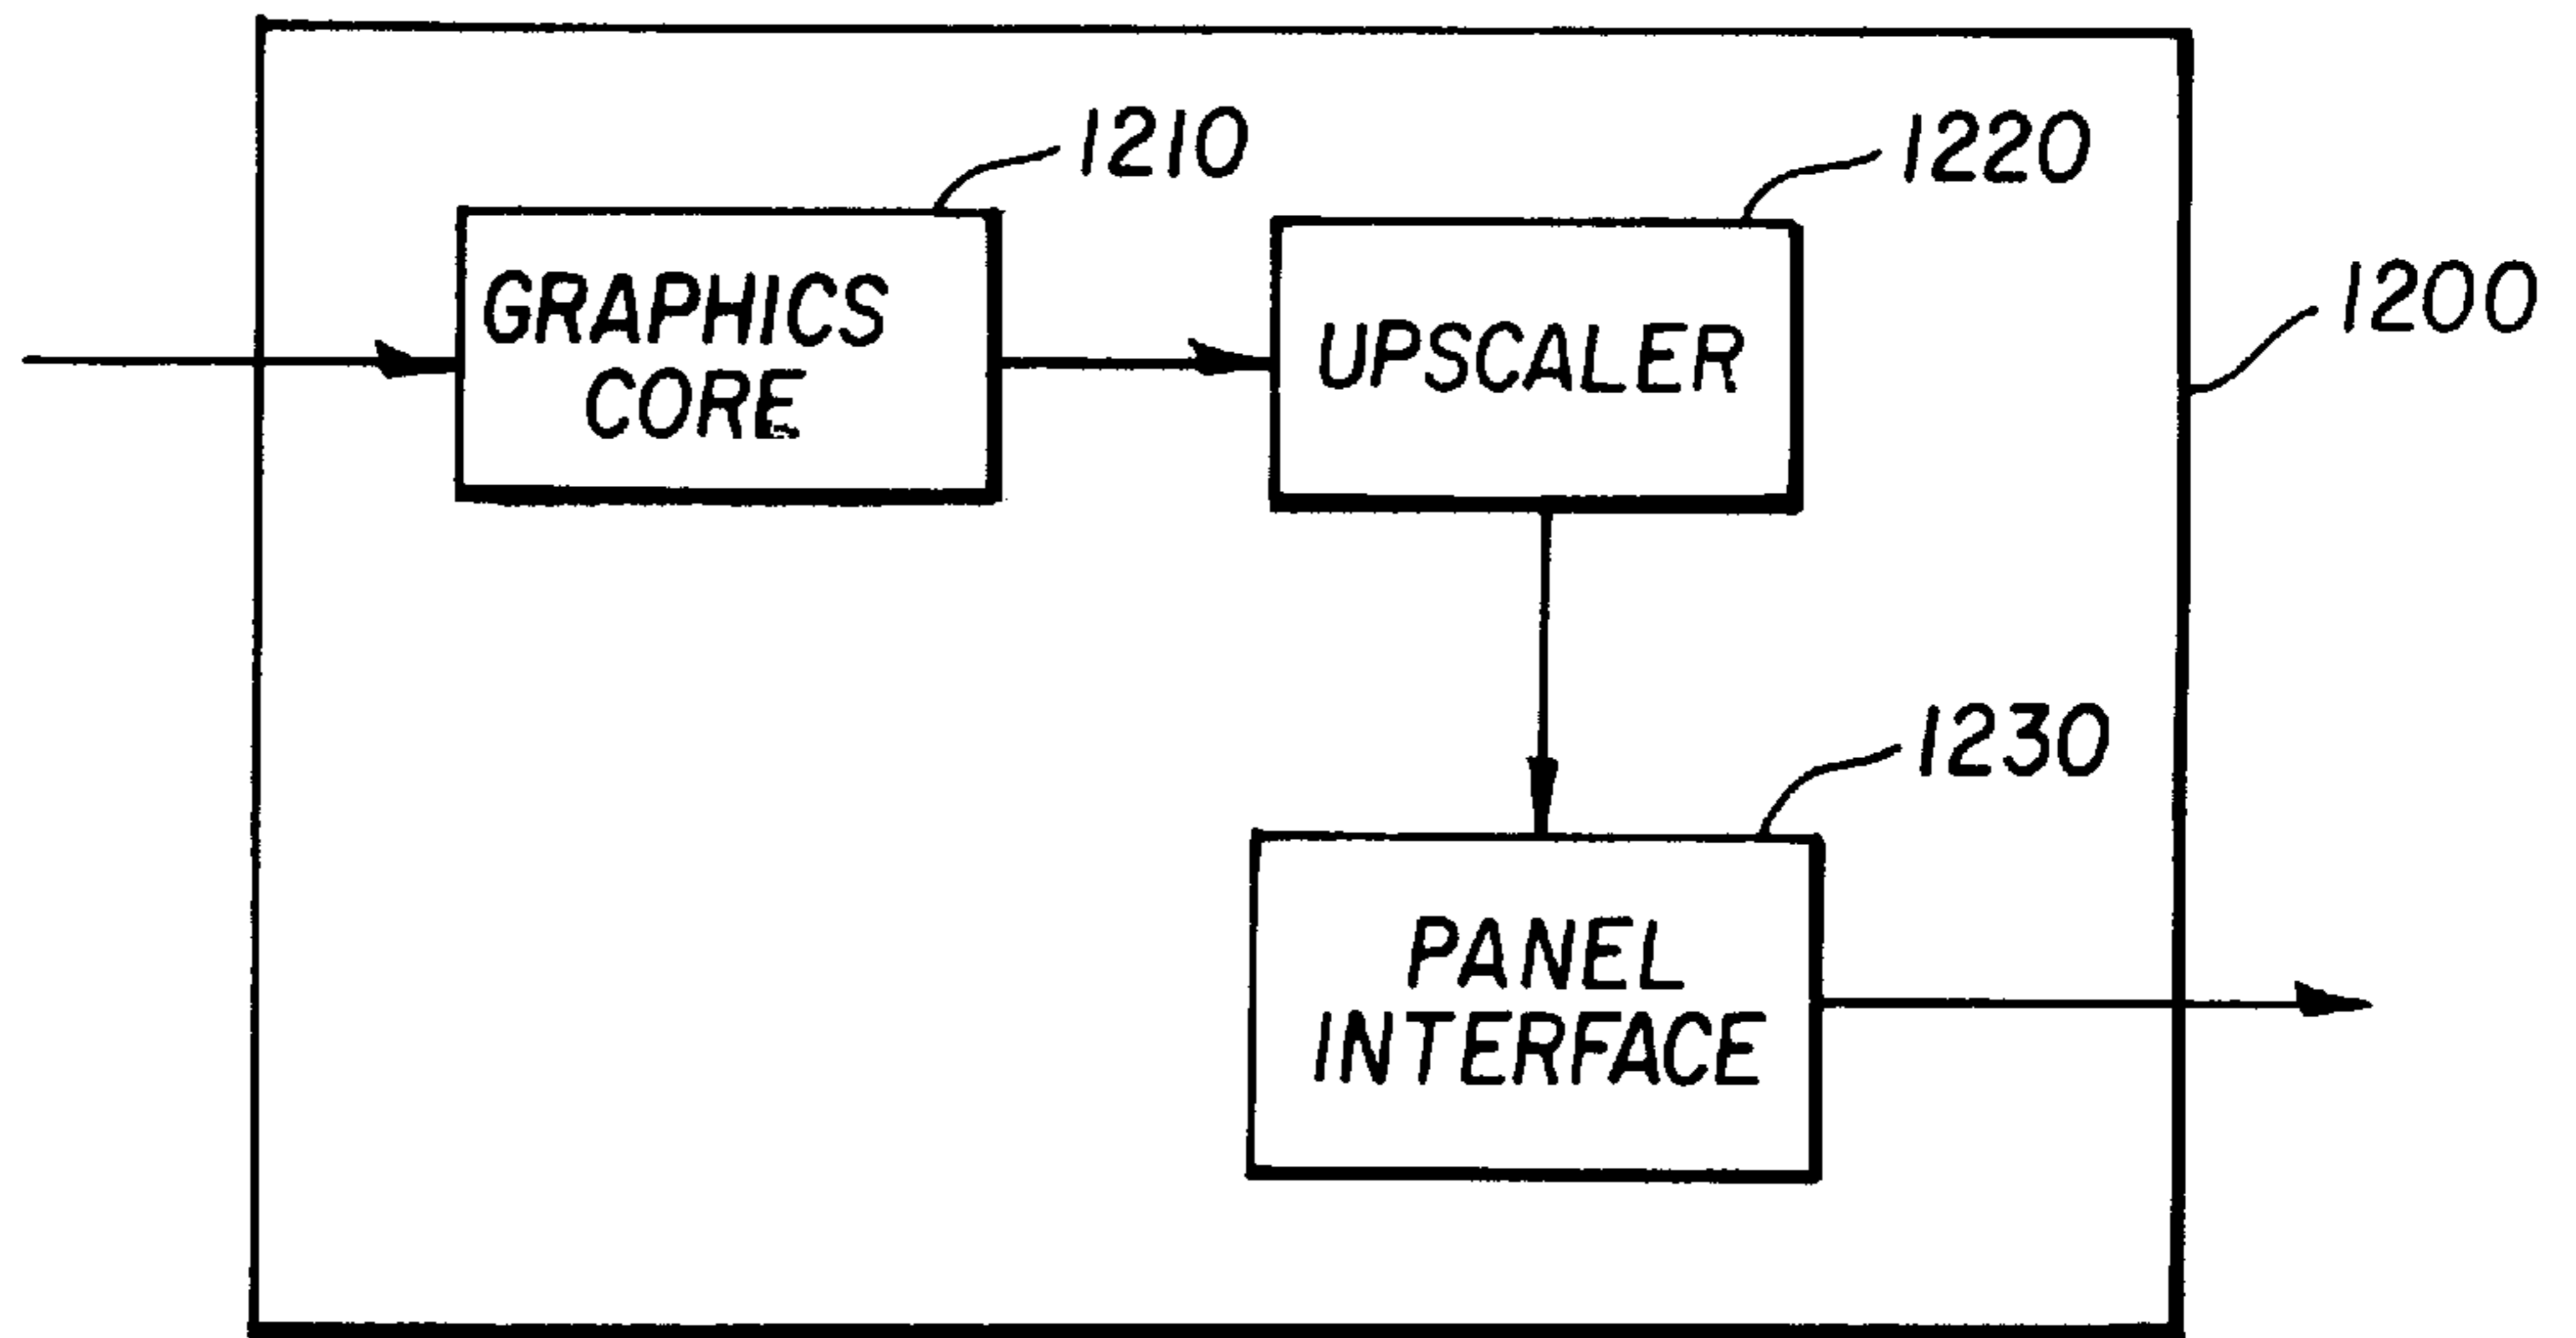 1210
1220
1200
GRAPHICS
CORE
UPSCALER
1230
PANEL
INTERFACE